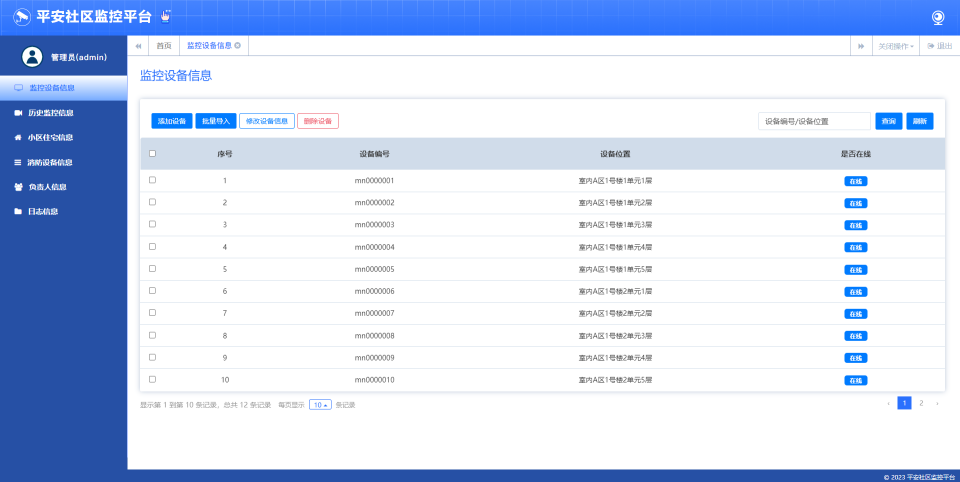 平安社区监控平台
管理员(admin)
首页 监控设备信息 关闭操作 退出
监控设备信息
历史监控信息
小区住宅信息
消防设备信息
负责人信息
日志信息
监控设备信息
添加设备 批量导入 修改设备信息 删除设备 设备编号/设备位置 查询 刷新
序号 设备编号 设备位置 是否在线
1 mn0000001 室内A区1号楼1单元1层 在线
2 mn0000002 室内A区1号楼1单元2层 在线
3 mn0000003 室内A区1号楼1单元3层 在线
4 mn0000004 室内A区1号楼1单元4层 在线
5 mn0000005 室内A区1号楼1单元5层 在线
6 mn0000006 室内A区1号楼2单元1层 在线
7 mn0000007 室内A区1号楼2单元2层 在线
8 mn0000008 室内A区1号楼2单元3层 在线
9 mn0000009 室内A区1号楼2单元4层 在线
10 mn0000010 室内A区1号楼2单元5层 在线
显示第 1 到第 10 条记录，总共 12 条记录 每页显示 10 条记录 ‹ 1 2 ›
© 2023 平安社区监控平台